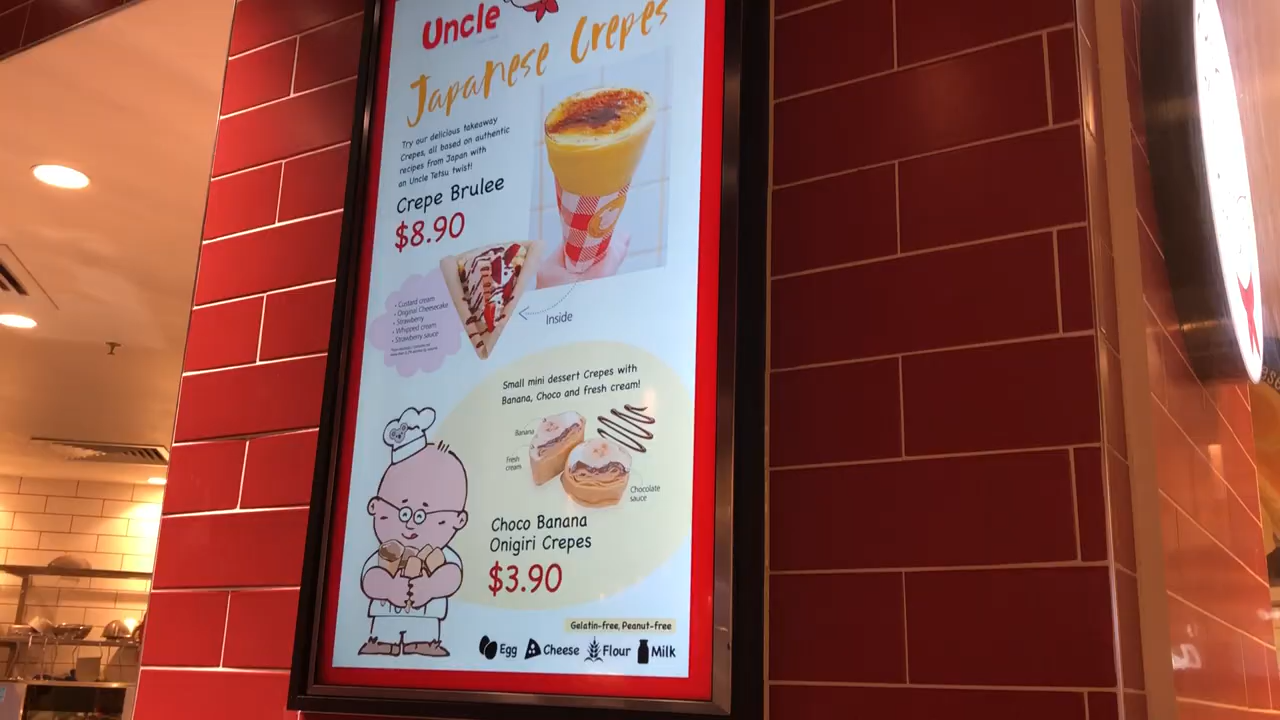 Uncle
Japanese Crepes
Try our delicious takeaway
Crepes, all based on authentic
recipes from Japan with
an Uncle Tetsu twist!
Crepe Brulee
$8.90
• Custard cream
• Original Cheesecake
• Strawberry
• Whipped cream
• Strawberry sauce
Inside
Small mini dessert Crepes with
Banana, Choco and fresh cream!
Banana
Fresh
cream
Chocolate
sauce
Choco Banana
Onigiri Crepes
$3.90
Gelatin-free, Peanut-free
Egg Cheese Flour Milk